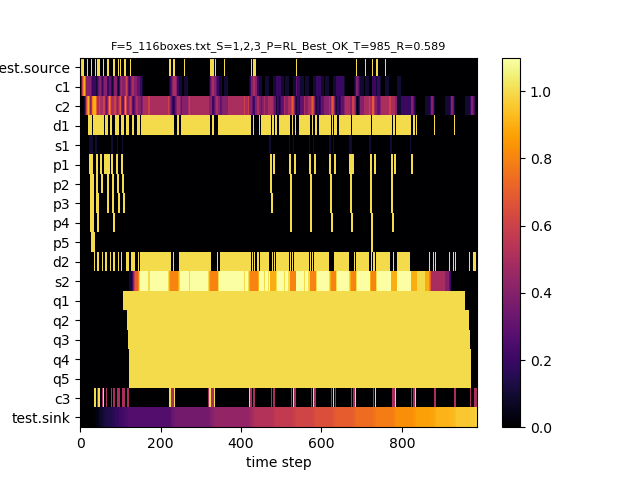 F=5_116boxes.txt_S=1,2,3_P=RL_Best_OK_T=985_R=0.589
est.source
c1
c2
d1
s1
p1
p2
p3
p4
p5
d2
s2
q1
q2
q3
q4
q5
c3
test.sink
0
200
400
600
800
time step
1.0
0.8
0.6
0.4
0.2
0.0